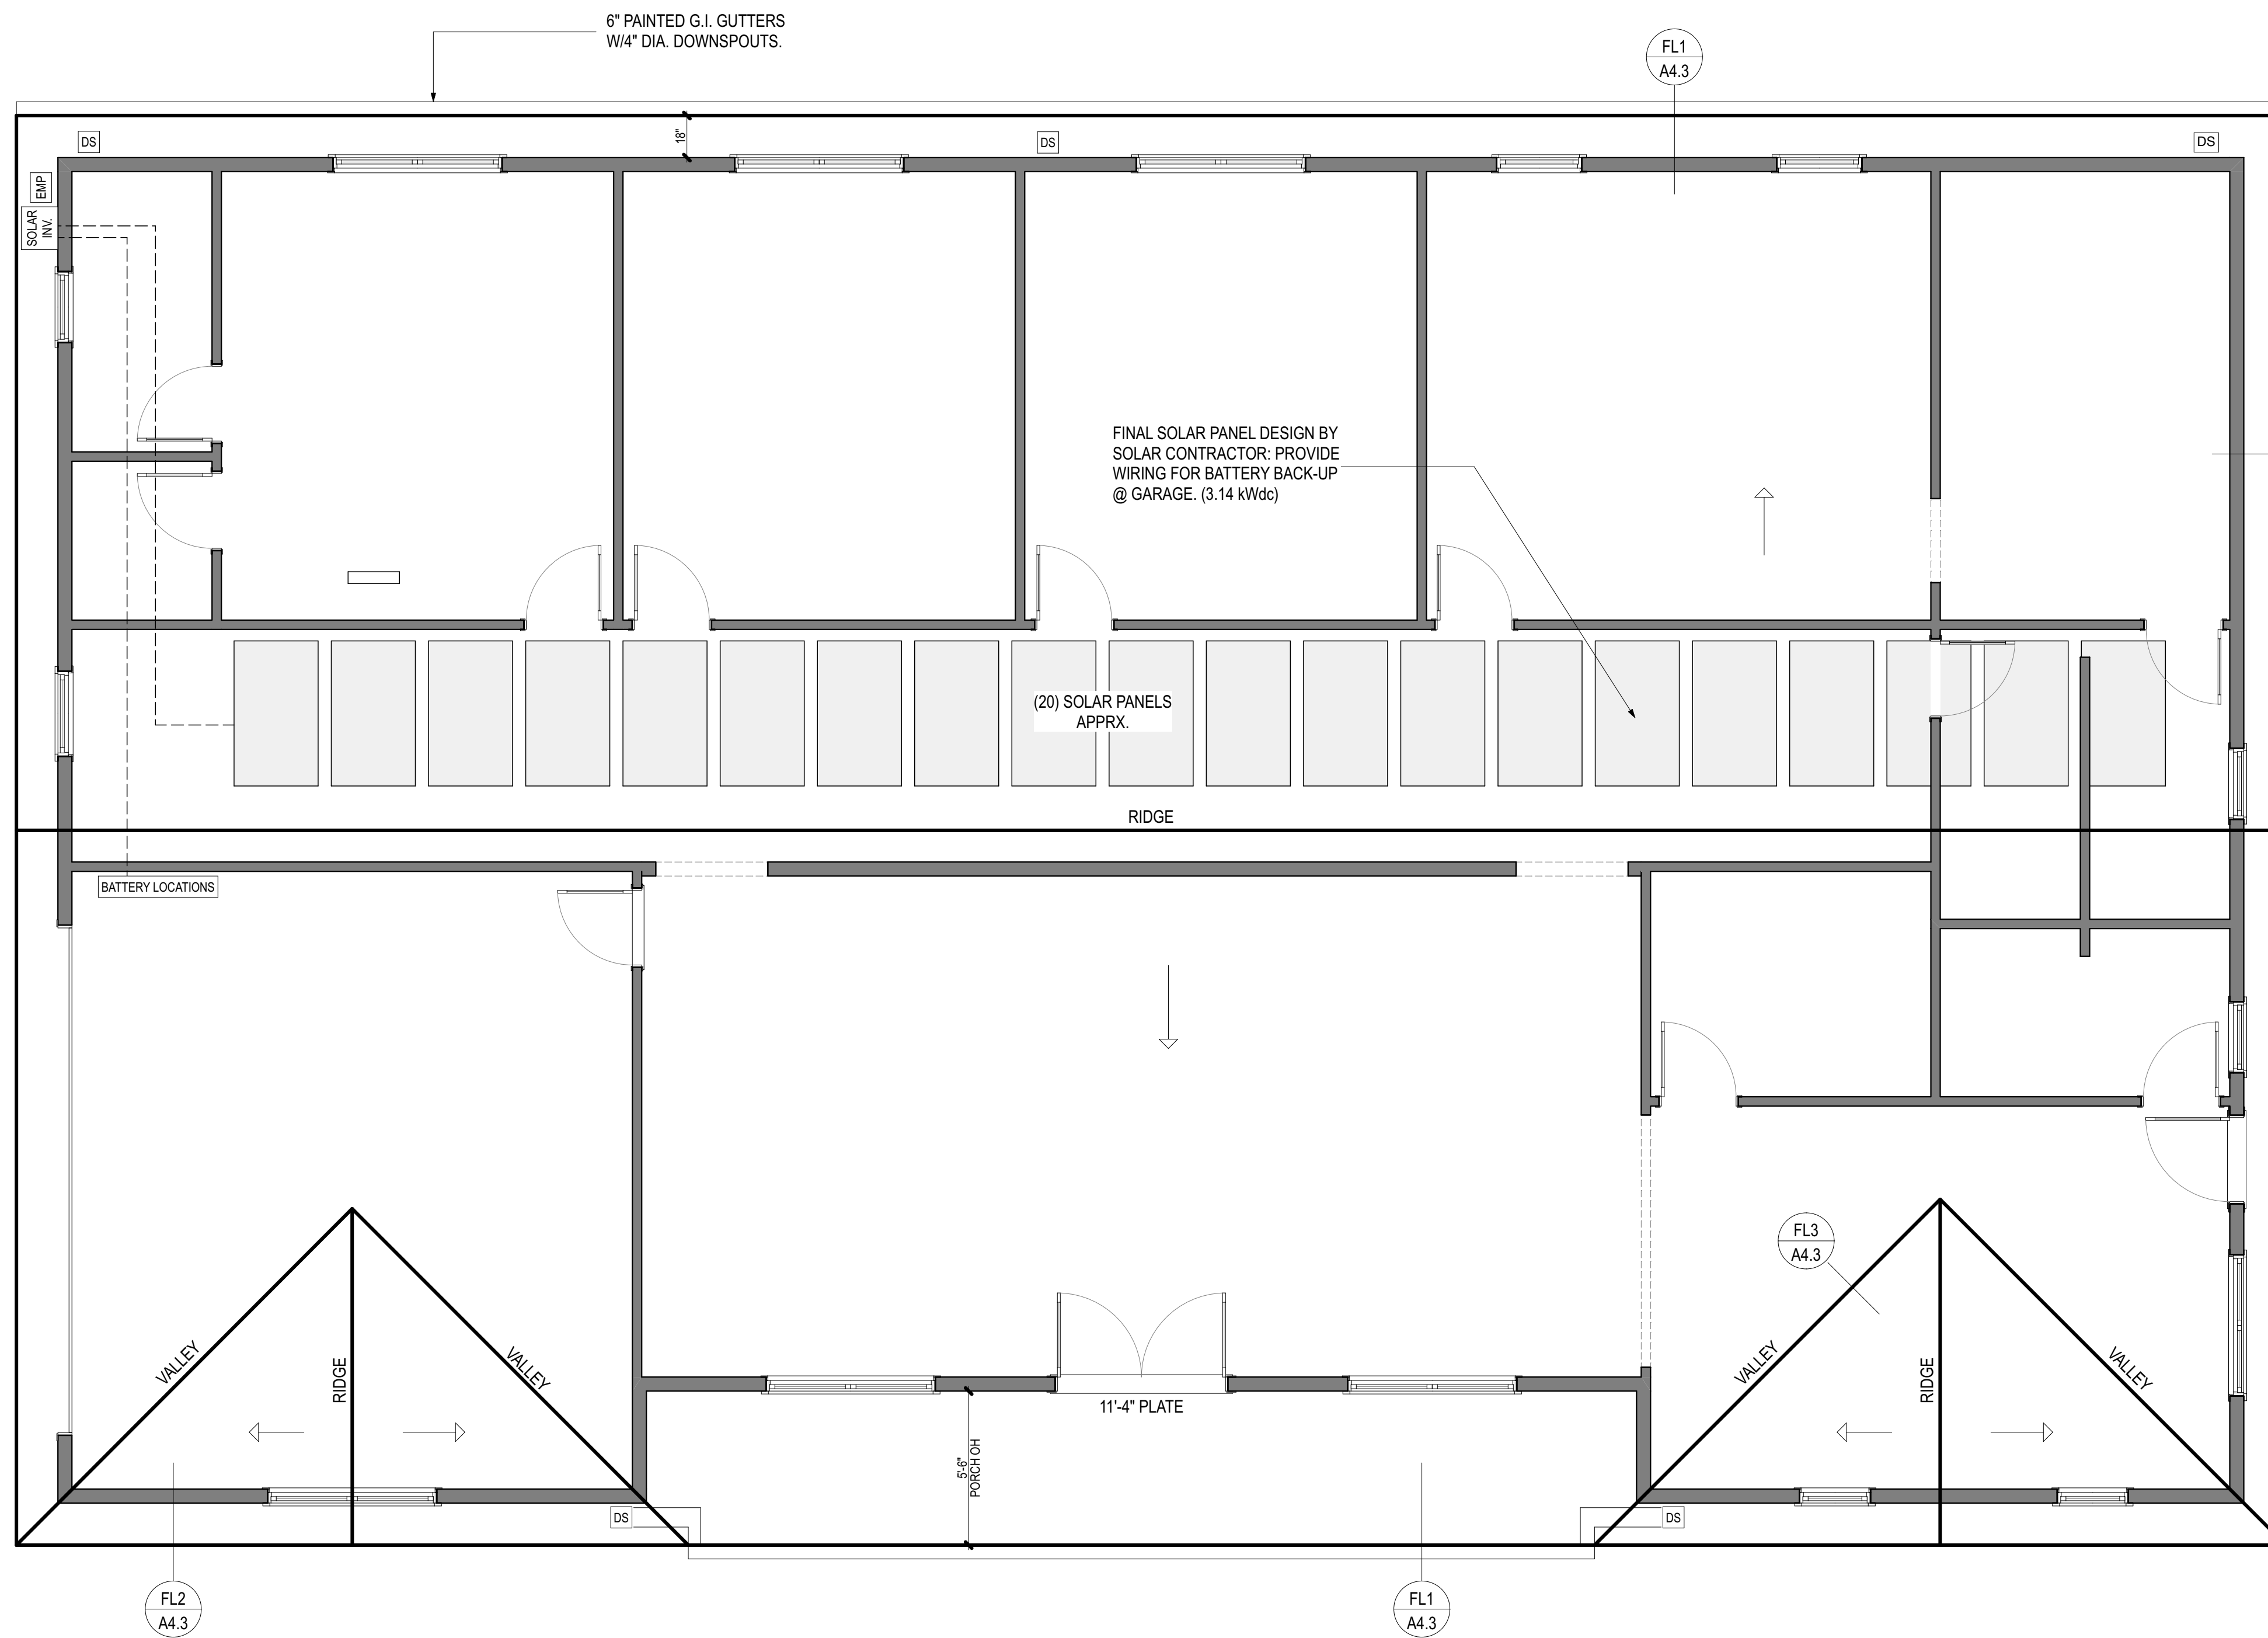 6" PAINTED G.I. GUTTERS
W/4" DIA. DOWNSPOUTS.
FL1
A4.3
18"
DS
DS
DS
EMP
SOLAR
INV.
FINAL SOLAR PANEL DESIGN BY
SOLAR CONTRACTOR: PROVIDE
WIRING FOR BATTERY BACK-UP
@ GARAGE. (3.14 kWdc)
(20) SOLAR PANELS
APPRX.
RIDGE
BATTERY LOCATIONS
FL3
A4.3
VALLEY
RIDGE
VALLEY
VALLEY
RIDGE
VALLEY
11'-4" PLATE
5'-6"
PORCH OH
DS
DS
FL2
A4.3
FL1
A4.3